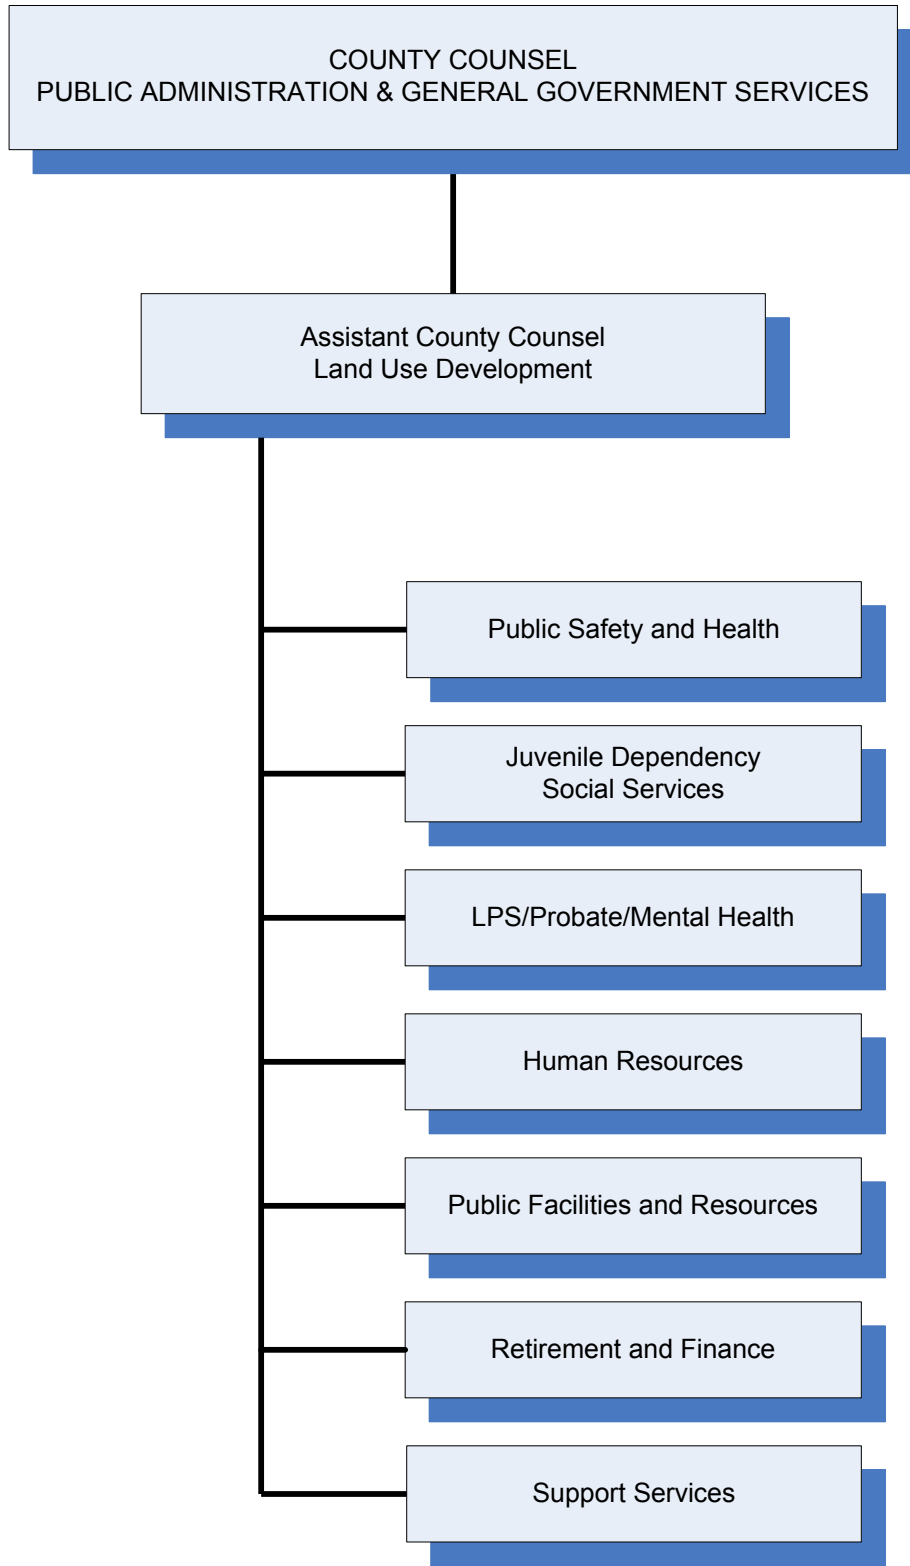 COUNTY COUNSEL
PUBLIC ADMINISTRATION & GENERAL GOVERNMENT SERVICES
Assistant County Counsel
Land Use Development
Public Safety and Health
Juvenile Dependency
Social Services
LPS/Probate/Mental Health
Human Resources
Public Facilities and Resources
Retirement and Finance
Support Services